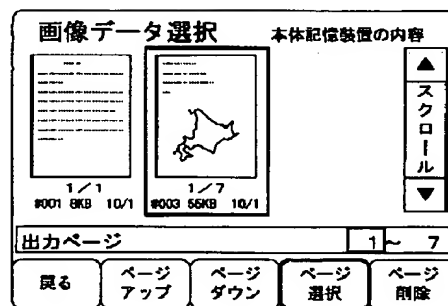 画像データ選択
本体記憶装置の内容
1/1
#001 8KB 10/1
1/7
#003 55KB 10/1
▲
スクロール
▼
出力ページ
1~ 7
戻る
ページ
アップ
ページ
ダウン
ページ
選択
ページ
削除